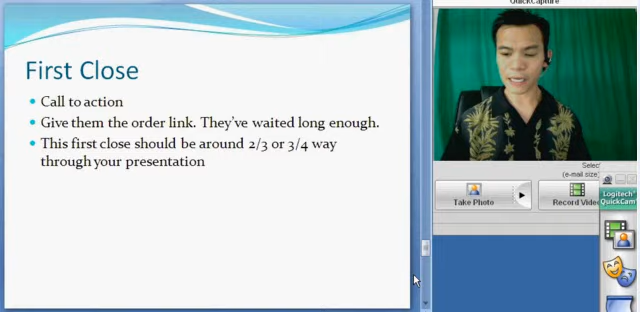 QuickCapture
First Close
Call to action
Give them the order link. They've waited long enough.
This first close should be around 2/3 or 3/4 way
through your presentation
Select
(e-mail size)
Take Photo
Record Video
Logitech®
QuickCam®